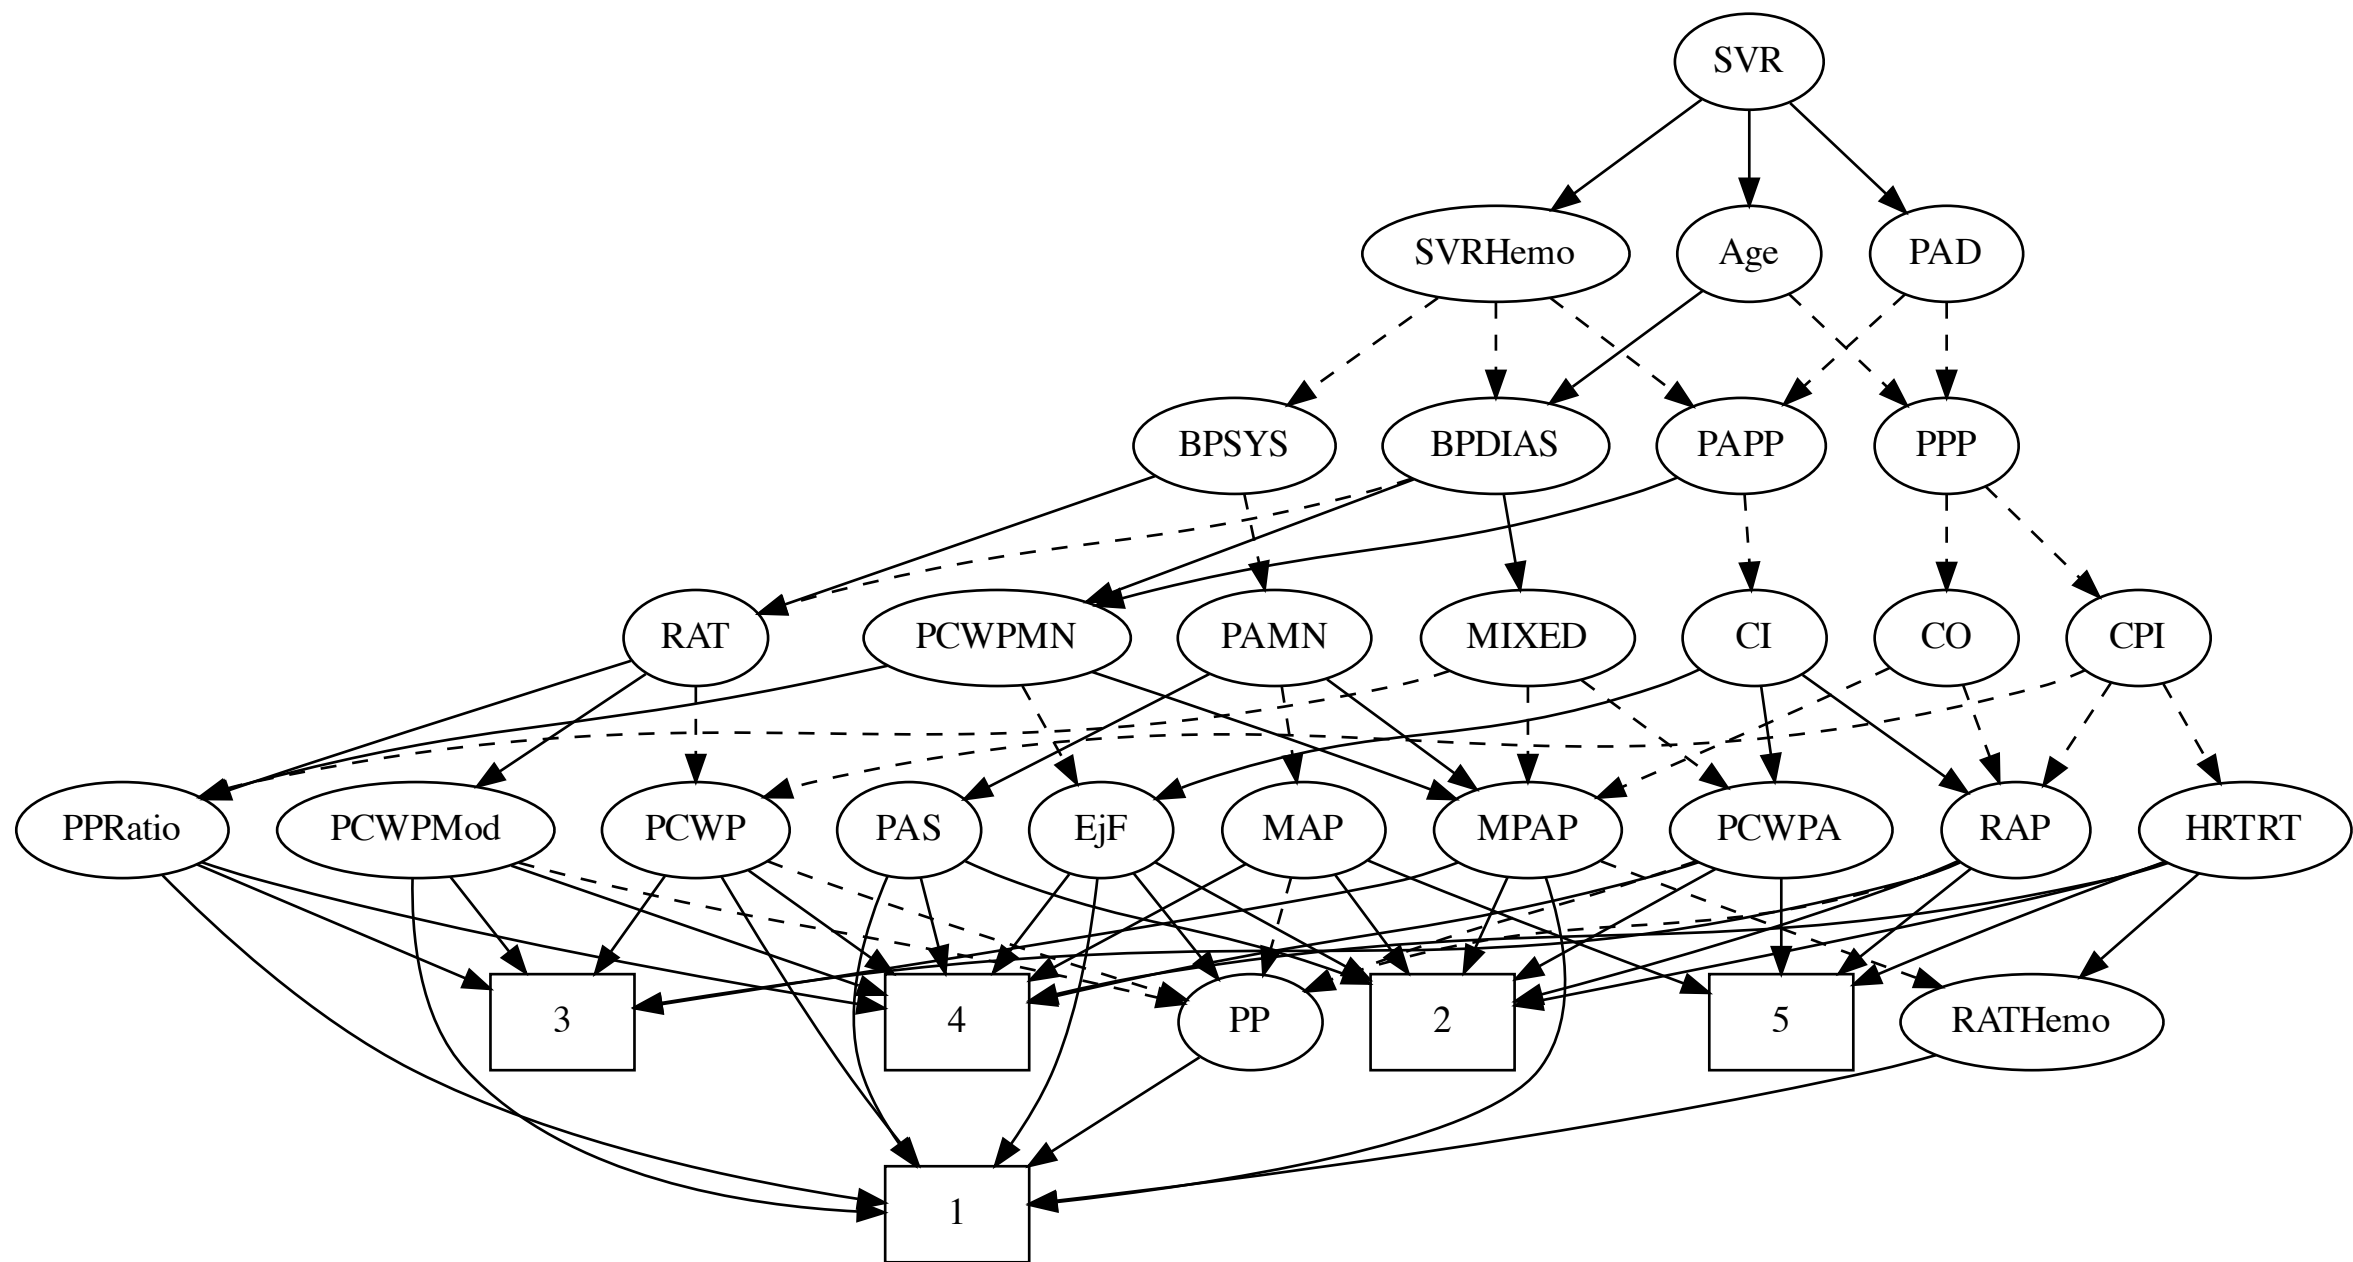 SVR
SVRHemo
Age
PAD
BPSYS
BPDIAS
PAPP
PPP
RAT
PCWPMN
PAMN
MIXED
CI
CO
CPI
PPRatio
PCWPMod
PCWP
PAS
EjF
MAP
MPAP
PCWPA
RAP
HRTRT
3
4
PP
2
5
RATHemo
1